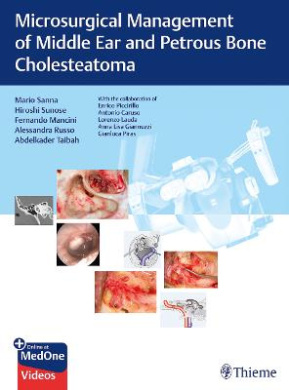 Microsurgical Management
of Middle Ear and Petrous Bone
Cholesteatoma
Mario Sanna
Hiroshi Sunose
Fernando Mancini
Alessandra Russo
Abdelkader Taibah
With the collaboration of
Enrico Piccirillo
Antonio Caruso
Lorenzo Lauda
Anna Lisa Giannuzzi
Gianluca Piras
Online at
MedOne
Videos
Thieme